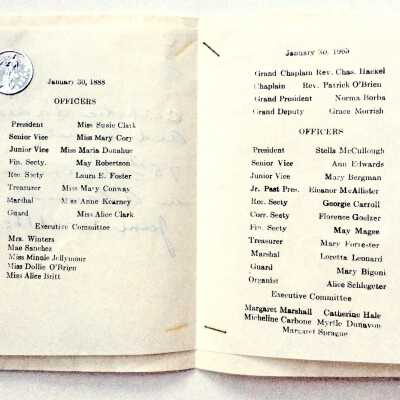 January 30, 1888
OFFICERS
President Miss Susie Clark
Senior Vice Miss Mary Cory
Junior Vice Miss Maria Donahue
Fin. Secty. May Robertson
Rec. Secty Laura E. Foster
Treasurer Miss Mary Conway
Marshal Miss Anne Kearney
Guard Miss Alice Clark
Executive Committee
Mrs. Winters
Mae Sanchez
Miss Minnie Jellymour
Miss Dollie O'Brien
Miss Alice Britt
January 30,
Grand Chaplain Rev. Chas. Hackel
Chaplain Rev. Patrick O'Brien
Grand President Norma Borba
Grand Deputy Grace Morrish
OFFICERS
President Stella McCullough
Senior Vice Ann Edwards
Junior Vice Mary Bergman
Jr. Past Pres. Eleanor McAllister
Rec. Secty George Carroll
Corr. Secty Florence Goelzer
Fin. Secty May Magee
Treasurer Mary Forrester
Marshal Loretta Leonard
Guard Mary Bigoni
Organist Alice Schlegeter
Executive Committee
Margaret Marshall Catherine Hale
Micheline Carbone Myrtle Dunavon
Margaret Sprague